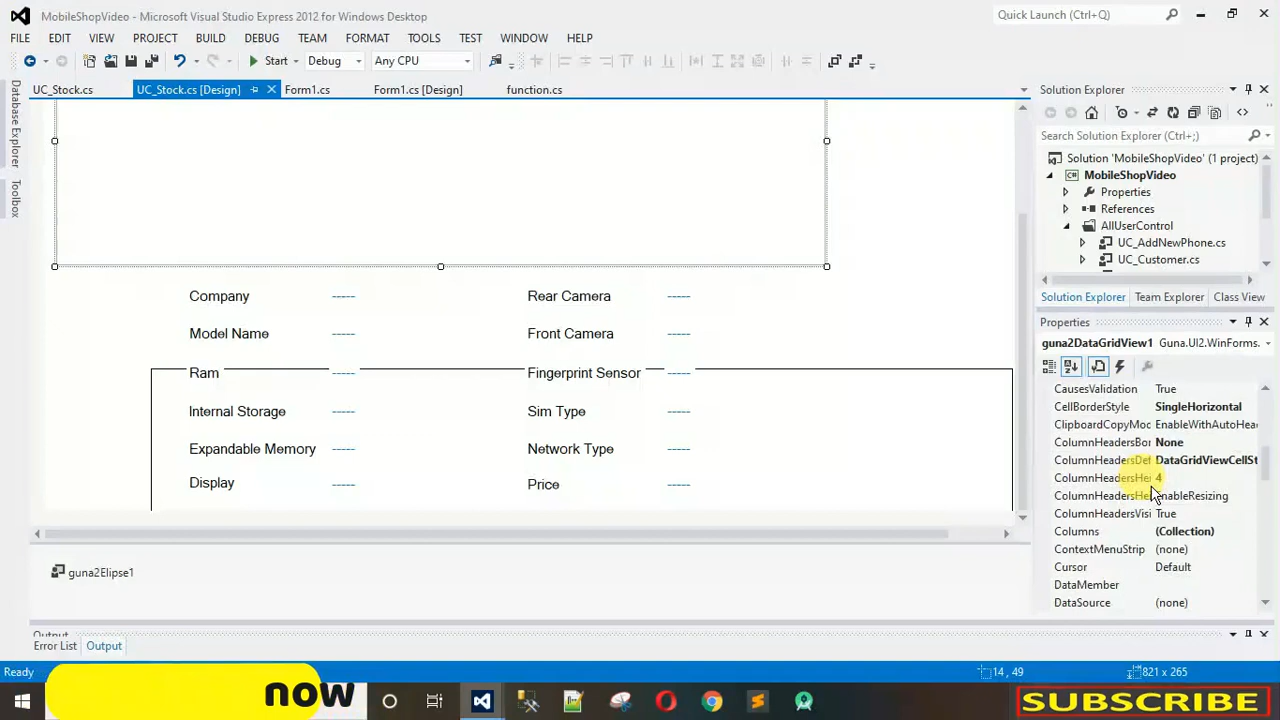 MobileShopVideo - Microsoft Visual Studio Express 2012 for Windows Desktop
Quick Launch (Ctrl+Q)
FILE EDIT VIEW PROJECT BUILD DEBUG TEAM FORMAT TOOLS TEST WINDOW HELP
Start Debug Any CPU
UC_Stock.cs UC_Stock.cs [Design] Form1.cs Form1.cs [Design] function.cs
Database Explorer
Toolbox
Company ----- Rear Camera -----
Model Name ----- Front Camera -----
Ram ----- Fingerprint Sensor -----
Internal Storage ----- Sim Type -----
Expandable Memory ----- Network Type -----
Display ----- Price -----
guna2Elipse1
Solution Explorer
Search Solution Explorer (Ctrl+;)
Solution 'MobileShopVideo' (1 project)
MobileShopVideo
Properties
References
AllUserControl
UC_AddNewPhone.cs
UC_Customer.cs
Solution Explorer Team Explorer Class View
Properties
guna2DataGridView1 Guna.UI2.WinForms.
CausesValidation True
CellBorderStyle SingleHorizontal
ClipboardCopyMoc EnableWithAutoHea
ColumnHeadersBor None
ColumnHeadersDef DataGridViewCellSt
ColumnHeadersHei 4
ColumnHeadersHe EnableResizing
ColumnHeadersVisi True
Columns (Collection)
ContextMenuStrip (none)
Cursor Default
DataMember
DataSource (none)
Output
Error List Output
Ready 14 , 49 821 x 265
now
SUBSCRIBE